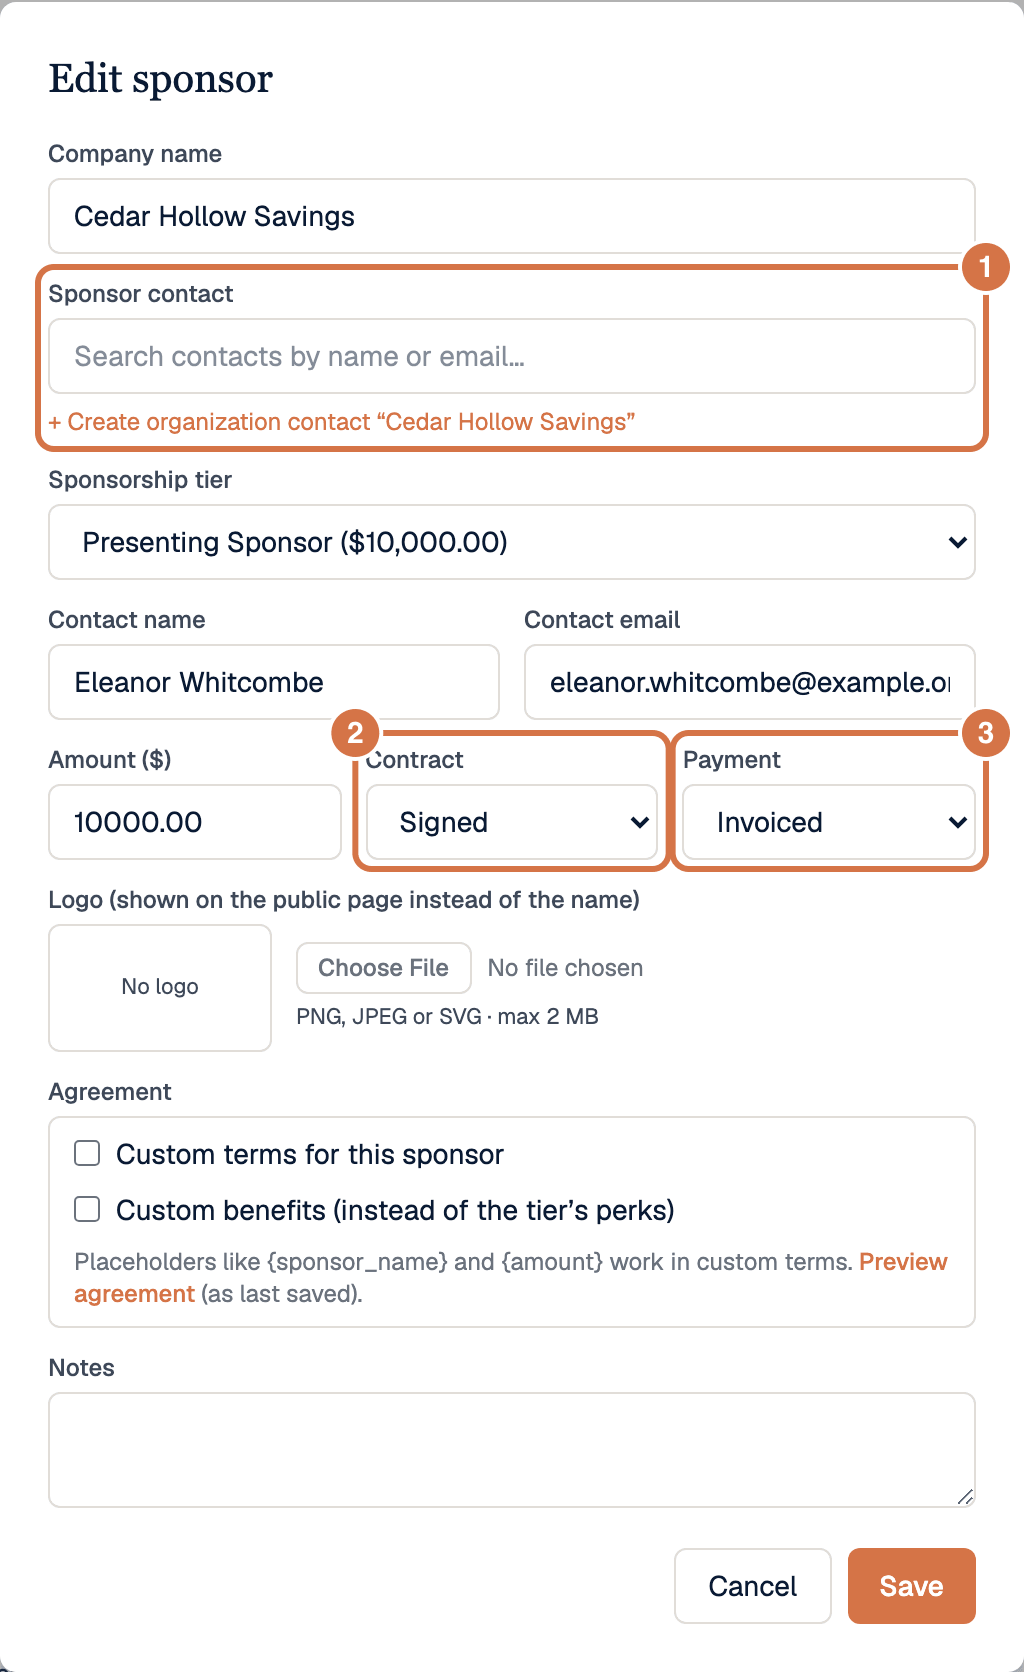 Edit sponsor
Company name
Cedar Hollow Savings
1
Sponsor contact
Search contacts by name or email...
+ Create organization contact “Cedar Hollow Savings”
Sponsorship tier
Presenting Sponsor ($10,000.00)
Contact name
Contact email
Eleanor Whitcombe
eleanor.whitcombe@example.or
2
3
Amount ($)
Contract
Payment
10000.00
Signed
Invoiced
Logo (shown on the public page instead of the name)
No logo
Choose File
No file chosen
PNG, JPEG or SVG · max 2 MB
Agreement
Custom terms for this sponsor
Custom benefits (instead of the tier’s perks)
Placeholders like {sponsor_name} and {amount} work in custom terms. Preview
agreement (as last saved).
Notes
Cancel
Save